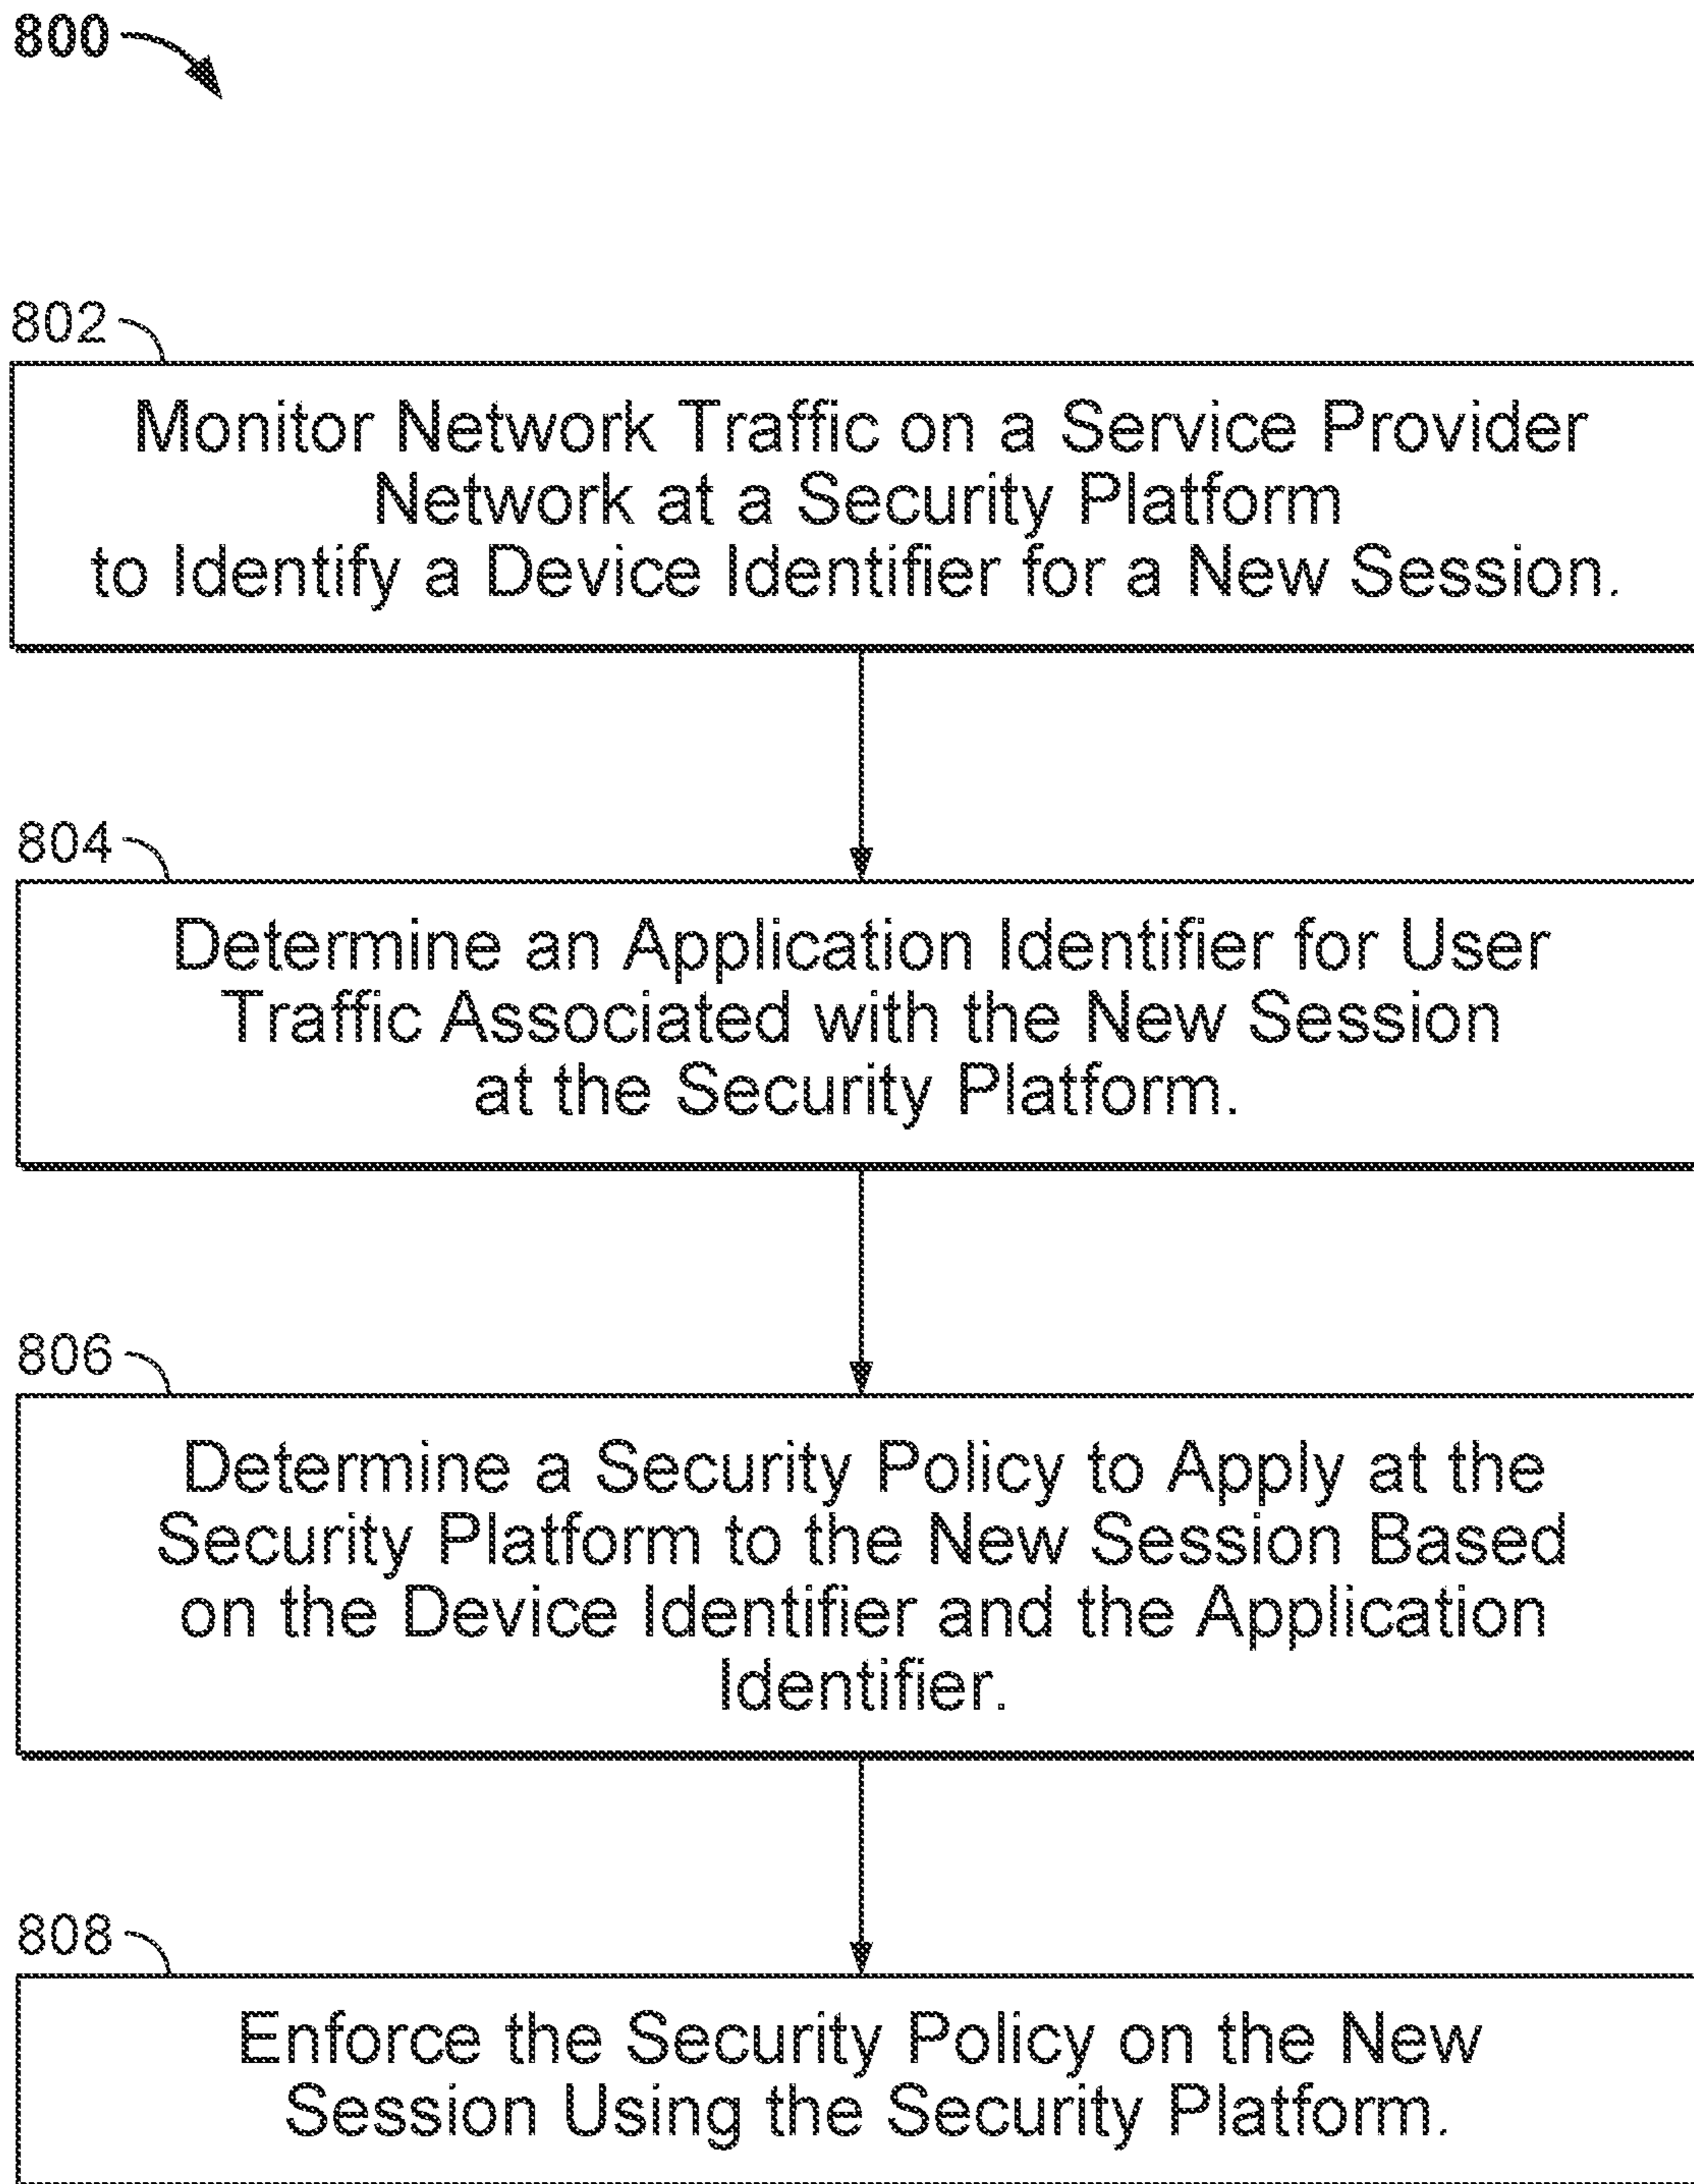 800
802
Monitor Network Traffic on a Service Provider
Network at a Security Platform
to Identify a Device Identifier for a New Session.
804
Determine an Application Identifier for User
Traffic Associated with the New Session
at the Security Platform.
806
Determine a Security Policy to Apply at the
Security Platform to the New Session Based
on the Device Identifier and the Application
Identifier.
808
Enforce the Security Policy on the New
Session Using the Security Platform.